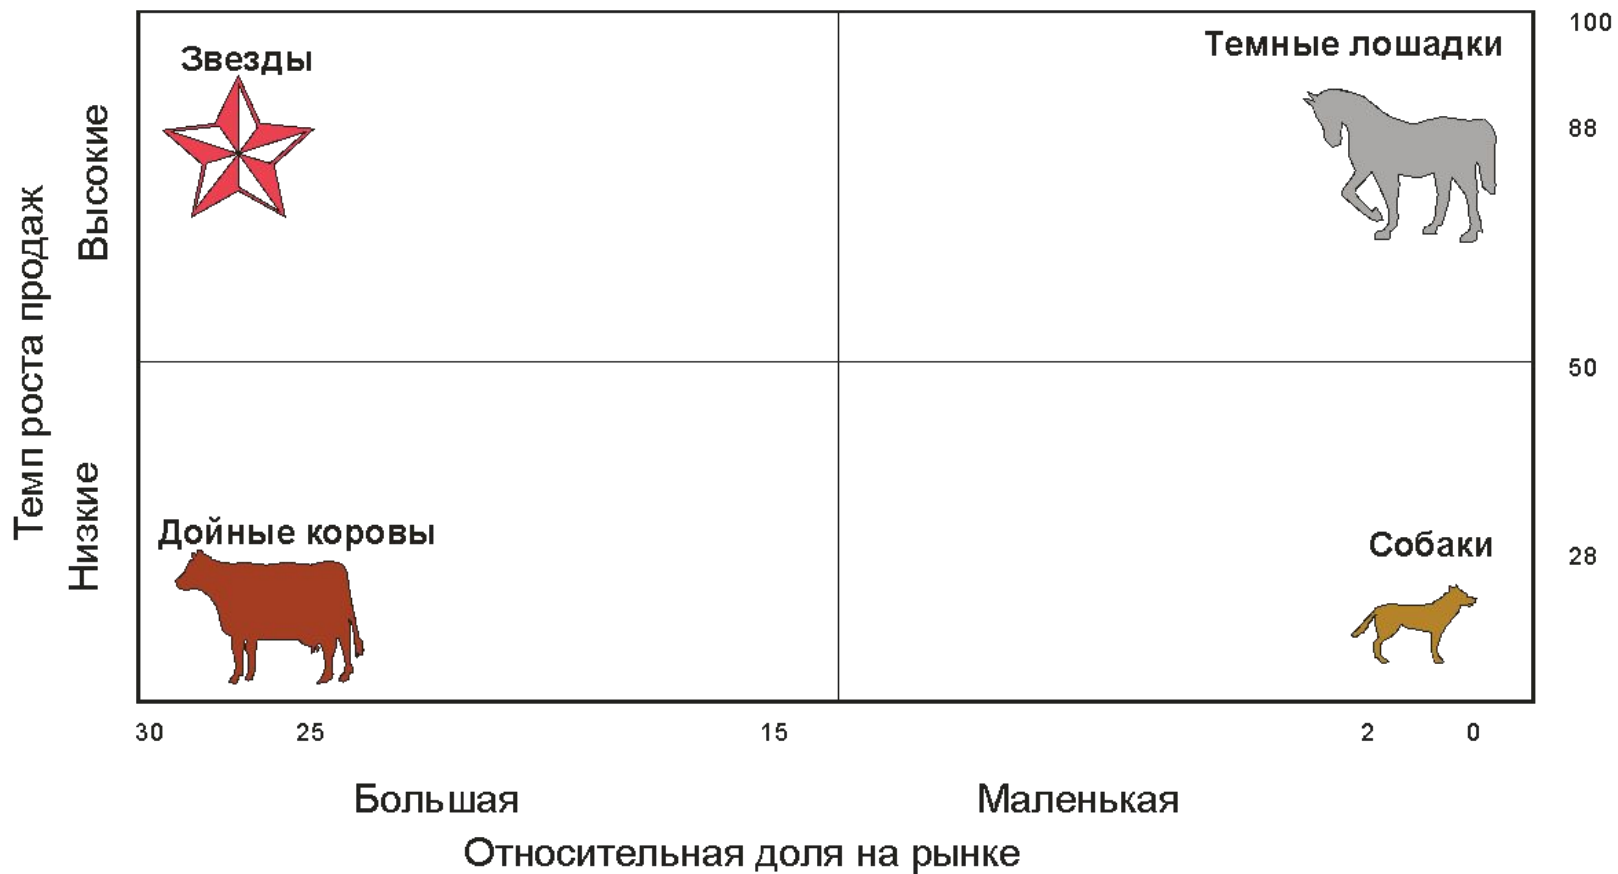 100
Звезды
Темные лошадки
88
Высокие
Темп роста продаж
50
Низкие
Дойные коровы
Собаки
28
30 25 15 2 0
Большая Маленькая
Относительная доля на рынке